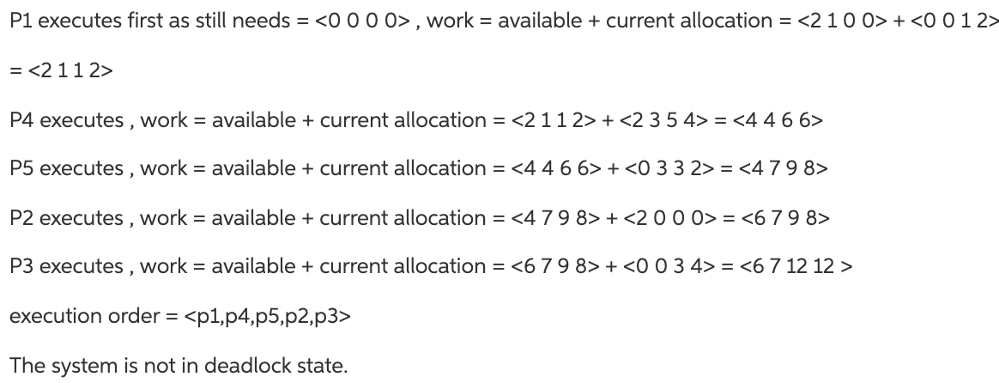 P1 executes first as still needs = <0 0 0 0> , work = available + current allocation = <2 1 0 0> + <0 0 1 2>
= <2 1 1 2>
P4 executes , work = available + current allocation = <2 1 1 2> + <2 3 5 4> = <4 4 6 6>
P5 executes , work = available + current allocation = <4 4 6 6> + <0 3 3 2> = <4 7 9 8>
P2 executes , work = available + current allocation = <4 7 9 8> + <2 0 0 0> = <6 7 9 8>
P3 executes , work = available + current allocation = <6 7 9 8> + <0 0 3 4> = <6 7 12 12 >
execution order = <p1,p4,p5,p2,p3>
The system is not in deadlock state.